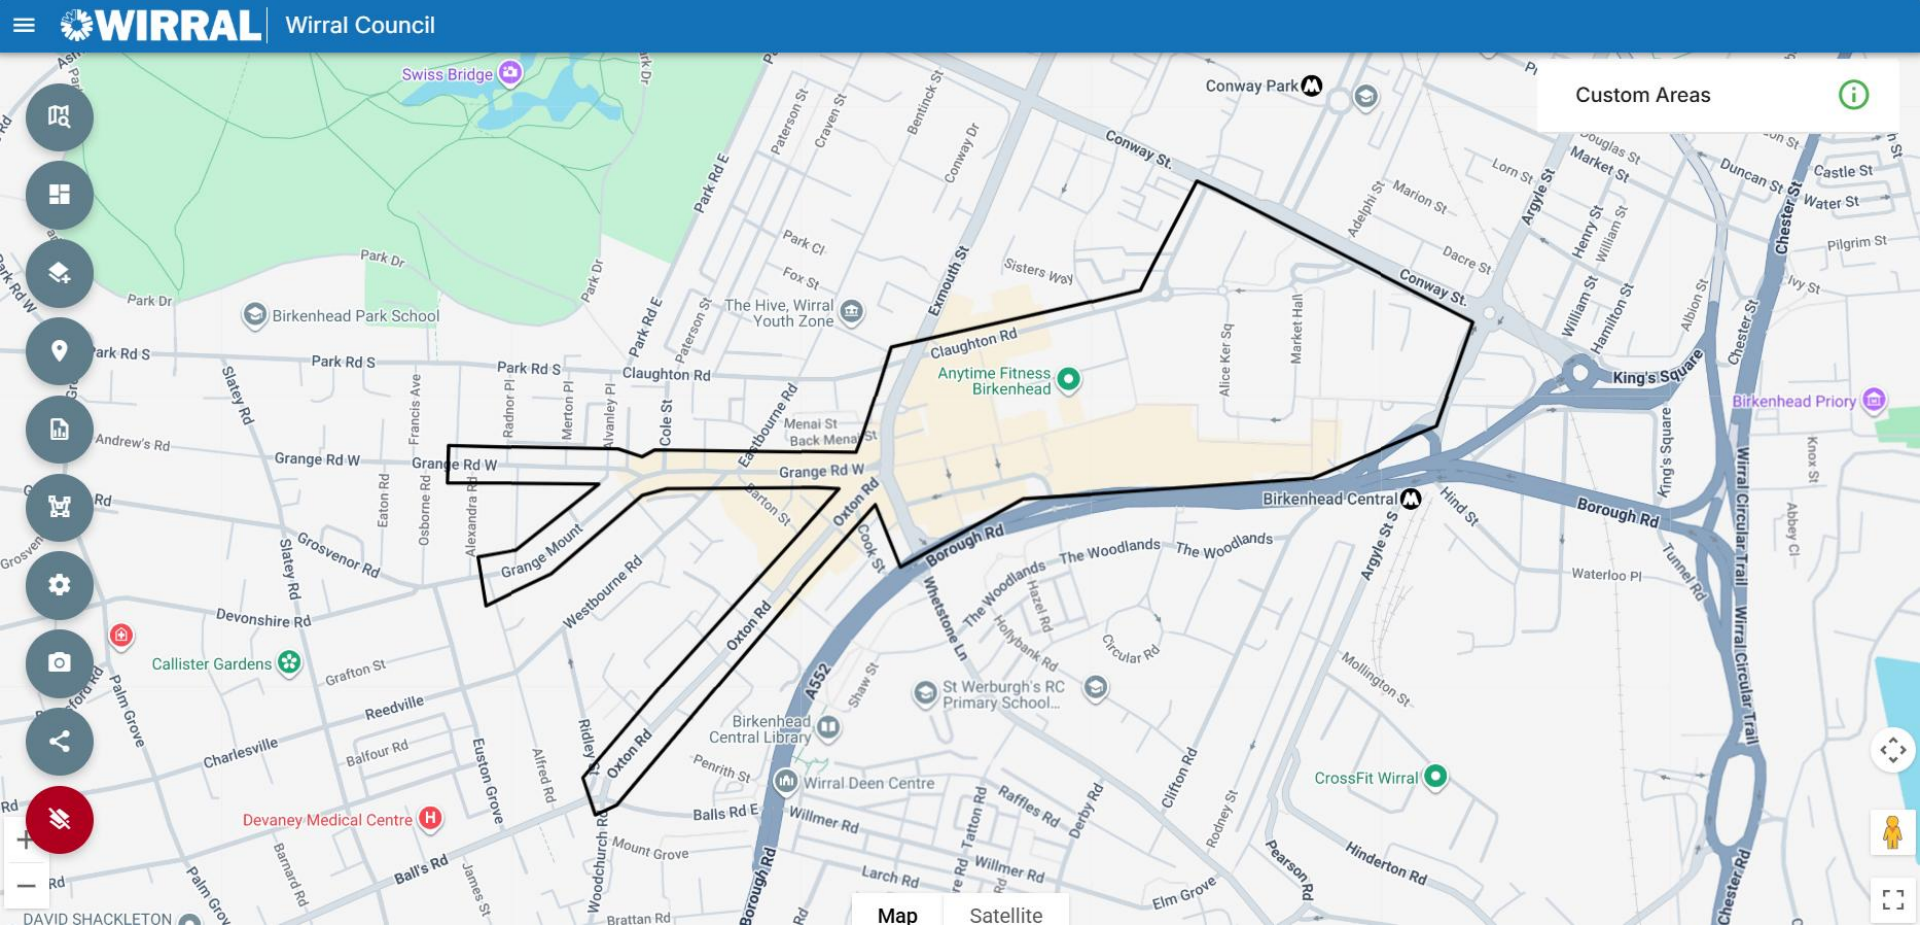 WIRRAL
Wirral Council
Custom Areas
Swiss Bridge
Conway Park
Conway St.
Paterson St
Craven St
Bentinck St
Conway Dr
Park Rd E
Park Cl
Fox St
Sisters Way
Exmouth St
Adelphi St
Marion St
Dacre St
Conway St.
Lorn St
Argyle St
Douglas St
Market St
Henry St
William St
Duncan St
Castle St
Water St
Chester St
Pilgrim St
Ivy St
Park Dr
Park Dr
Park Dr
Birkenhead Park School
The Hive, Wirral
Youth Zone
Park Rd E
Paterson St
Claughton Rd
Anytime Fitness
Birkenhead
Alice Ker Sq
Market Hall
William St
Hamilton St
Albion St
Chester St
King's Square
Birkenhead Priory
Park Rd S
Park Rd S
Park Rd S
Claughton Rd
Slatey Rd
Francis Ave
Radnor Pl
Merton Pl
Alvanley Pl
Cole St
Eastbourne Rd
Menai St
Back Menai St
Andrew's Rd
Grange Rd W
Grange Rd W
Grange Rd W
Eaton Rd
Osborne Rd
Alexandra Rd
Barton St
Oxton Rd
Cook St
Borough Rd
Birkenhead Central
Hind St
Borough Rd
King's Square
Knox St
Wirral Circular Trail
Abbey Cl
Grosvenor Rd
Slatey Rd
Grange Mount
Westbourne Rd
The Woodlands
The Woodlands
The Woodlands
Argyle St S
Waterloo Pl
Tunnel Rd
Wirral Circular Trail
Devonshire Rd
Oxton Rd
Whetstone Ln
Hazel Rd
Hollybank Rd
Circular Rd
Mollington St
Callister Gardens
Grafton St
Reedville
A552
Shaw St
St Werburgh's RC
Primary School...
Palm Grove
Charlesville
Balfour Rd
Euston Grove
Alfred Rd
Ridley St
Oxton Rd
Birkenhead
Central Library
Penrith St
Wirral Deen Centre
Clifton Rd
CrossFit Wirral
Devaney Medical Centre
H
Balls Rd E
Willmer Rd
Tatton Rd
Raffles Rd
Derby Rd
Rodney St
Pearson Rd
Hinderton Rd
Barnard Rd
Ball's Rd
James St
Woodchurch Rd
Mount Grove
Borough Rd
Larch Rd
Willmer Rd
Elm Grove
Chester Rd
Brattan Rd
DAVID SHACKLETON
Map
Satellite